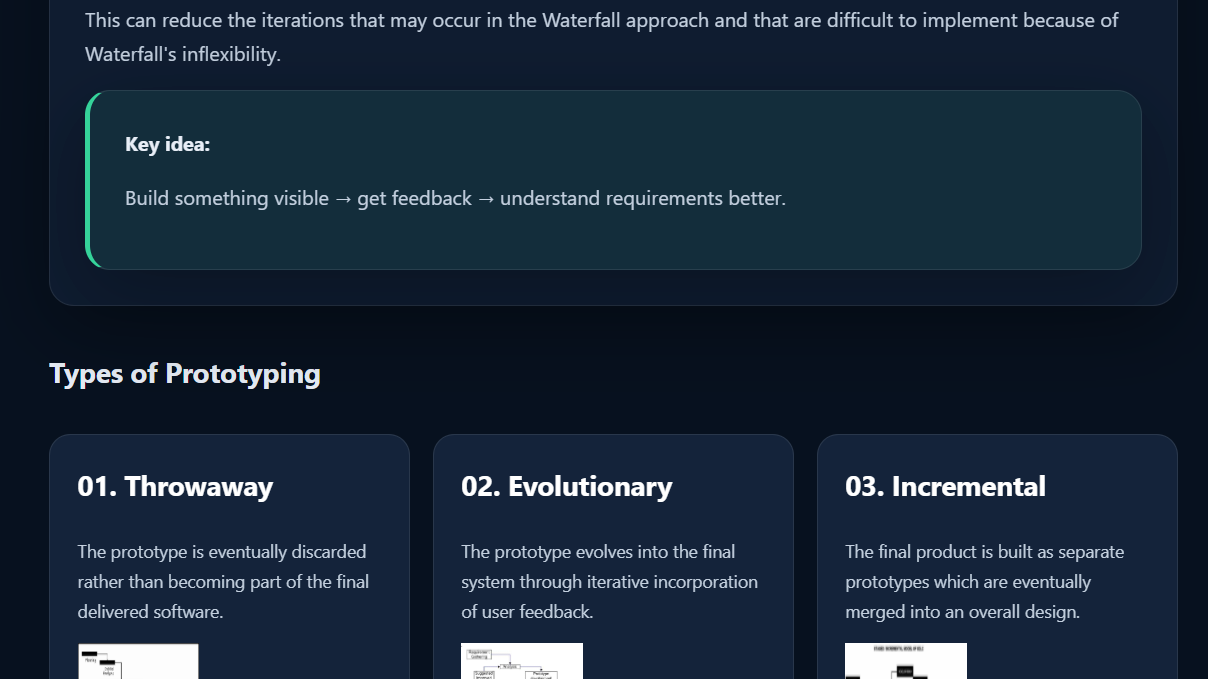 This can reduce the iterations that may occur in the Waterfall approach and that are difficult to implement because of
Waterfall's inflexibility.
Key idea:
Build something visible → get feedback → understand requirements better.
Types of Prototyping
01. Throwaway
The prototype is eventually discarded
rather than becoming part of the final
delivered software.
02. Evolutionary
The prototype evolves into the final
system through iterative incorporation
of user feedback.
03. Incremental
The final product is built as separate
prototypes which are eventually
merged into an overall design.